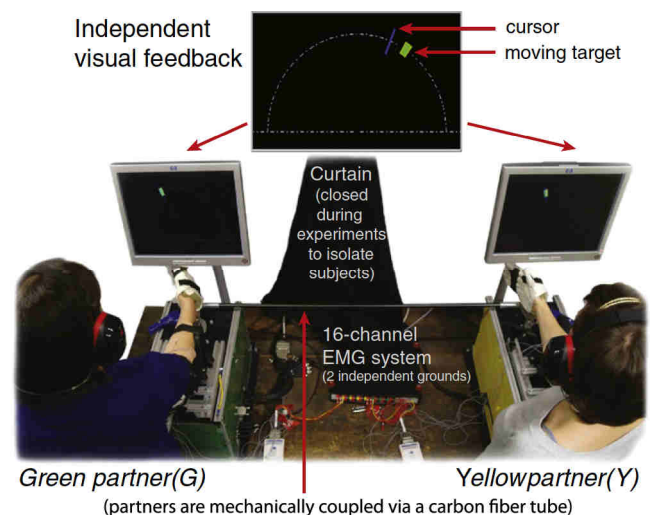 Independent
visual feedback
cursor
moving target
Curtain
(closed
during
experiments
to isolate
subjects)
16-channel
EMG system
(2 independent grounds)
Green partner(G)
Yellowpartner(Y)
(partners are mechanically coupled via a carbon fiber tube)